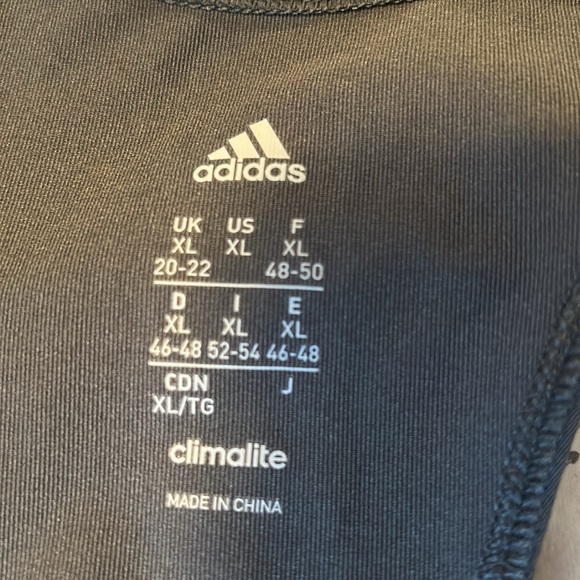 adidas
UK US F
XL XL XL
20-22 48-50
D I E
XL XL XL
46-48 52-54 46-48
CDN J
XL/TG
climalite
MADE IN CHINA